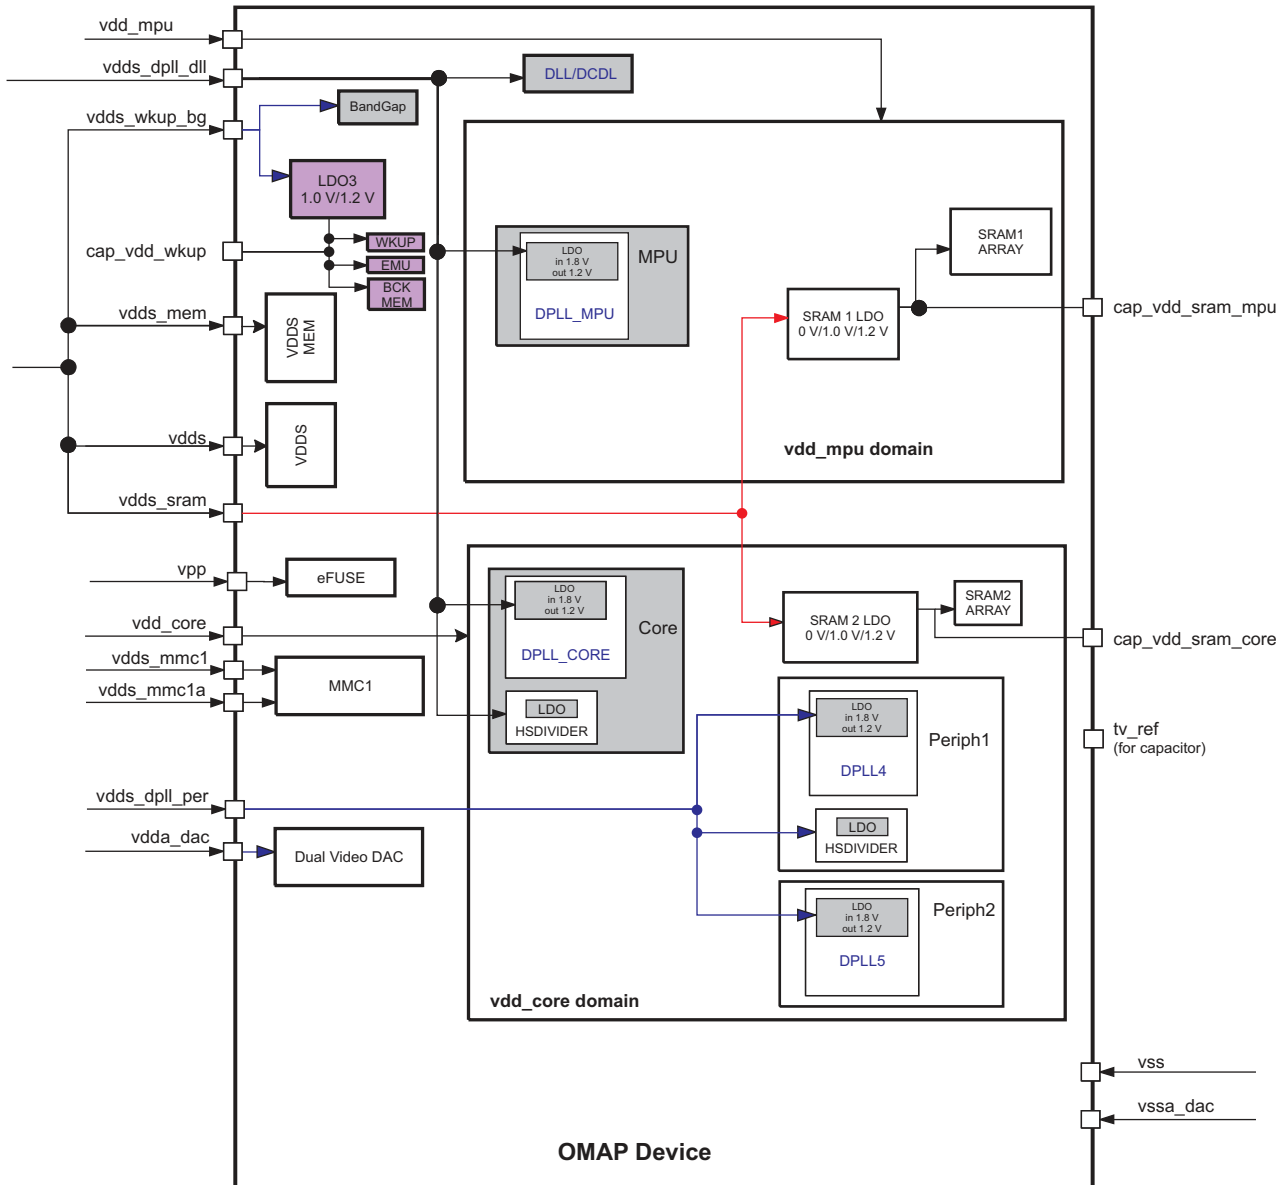 vdd_mpu
vdds_dpll_dll
DLL/DCDL
BandGap
vdds_wkup_bg
LDO3
1.0 V/1.2 V
cap_vdd_wkup
WKUP
EMU
BCK
MEM
vdds_mem
VDDS
MEM
vdds
VDDS
vdds_sram
LDO
in 1.8 V
out 1.2 V
MPU
DPLL_MPU
SRAM1
ARRAY
SRAM 1 LDO
0 V/1.0 V/1.2 V
cap_vdd_sram_mpu
vdd_mpu domain
vpp
eFUSE
vdd_core
vdds_mmc1
vdds_mmc1a
MMC1
LDO
in 1.8 V
out 1.2 V
Core
DPLL_CORE
LDO
HSDIVIDER
SRAM2
ARRAY
SRAM 2 LDO
0 V/1.0 V/1.2 V
cap_vdd_sram_core
LDO
in 1.8 V
out 1.2 V
Periph1
DPLL4
LDO
HSDIVIDER
tv_ref
(for capacitor)
vdds_dpll_per
vdda_dac
Dual Video DAC
LDO
in 1.8 V
out 1.2 V
Periph2
DPLL5
vdd_core domain
vss
vssa_dac
OMAP Device